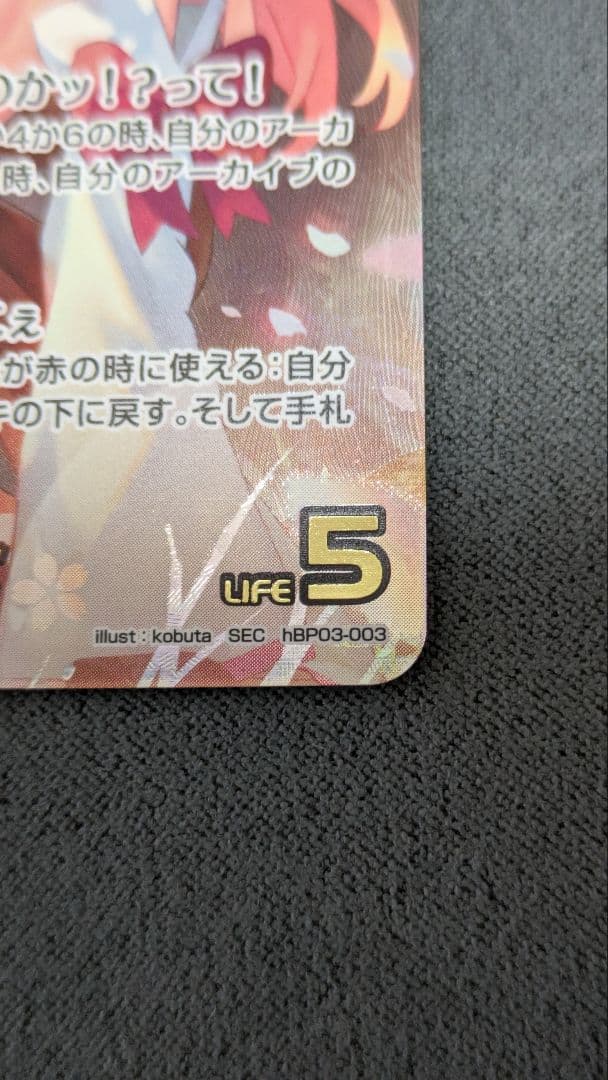 のかッ!?って!
4か6の時、自分のアーカ
時、自分のアーカイブの
え
が赤の時に使える:自分
の下に戻す。そして手札
LIFE 5
illust : kobuta SEC hBP03-003